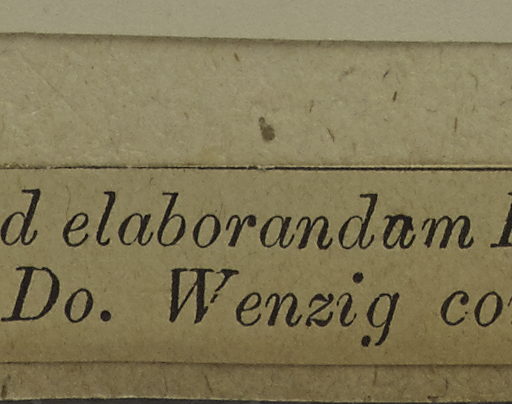 d elaborandam
Do. Wenzig co